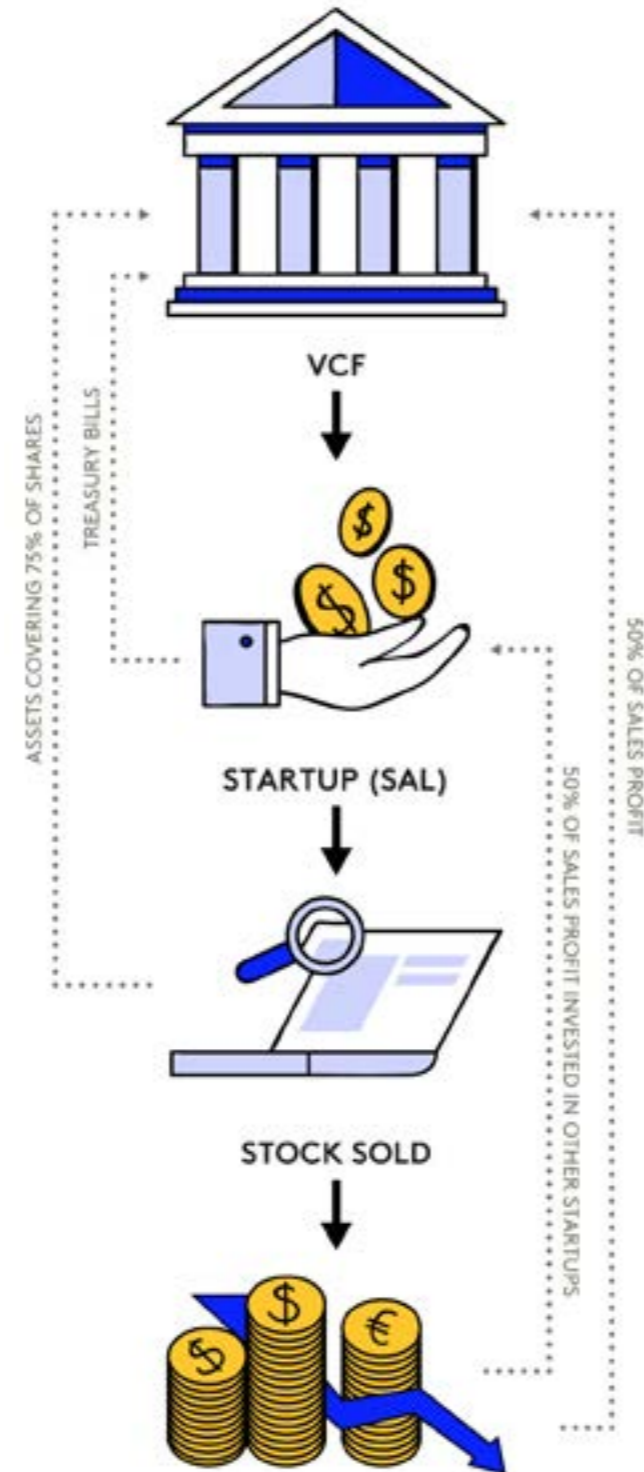 VCF
ASSETS COVERING 75% OF SHARES
TREASURY BILLS
$
$
$
STARTUP (SAL)
50% OF SALES PROFIT
50% OF SALES PROFIT INVESTED IN OTHER STARTUPS
STOCK SOLD
$
$
€